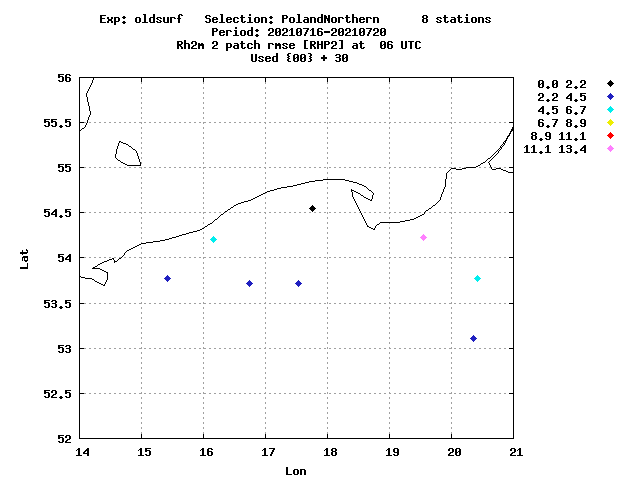 Exp: oldsurf   Selection: PolandNorthern      8 stations
Period: 20210716-20210720
Rh2m 2 patch rmse [RHP2] at  06 UTC
Used {00} + 30
56
55.5
55
54.5
54
53.5
53
52.5
52
Lat
14 15 16 17 18 19 20 21
Lon
0.0 2.2
2.2 4.5
4.5 6.7
6.7 8.9
8.9 11.1
11.1 13.4